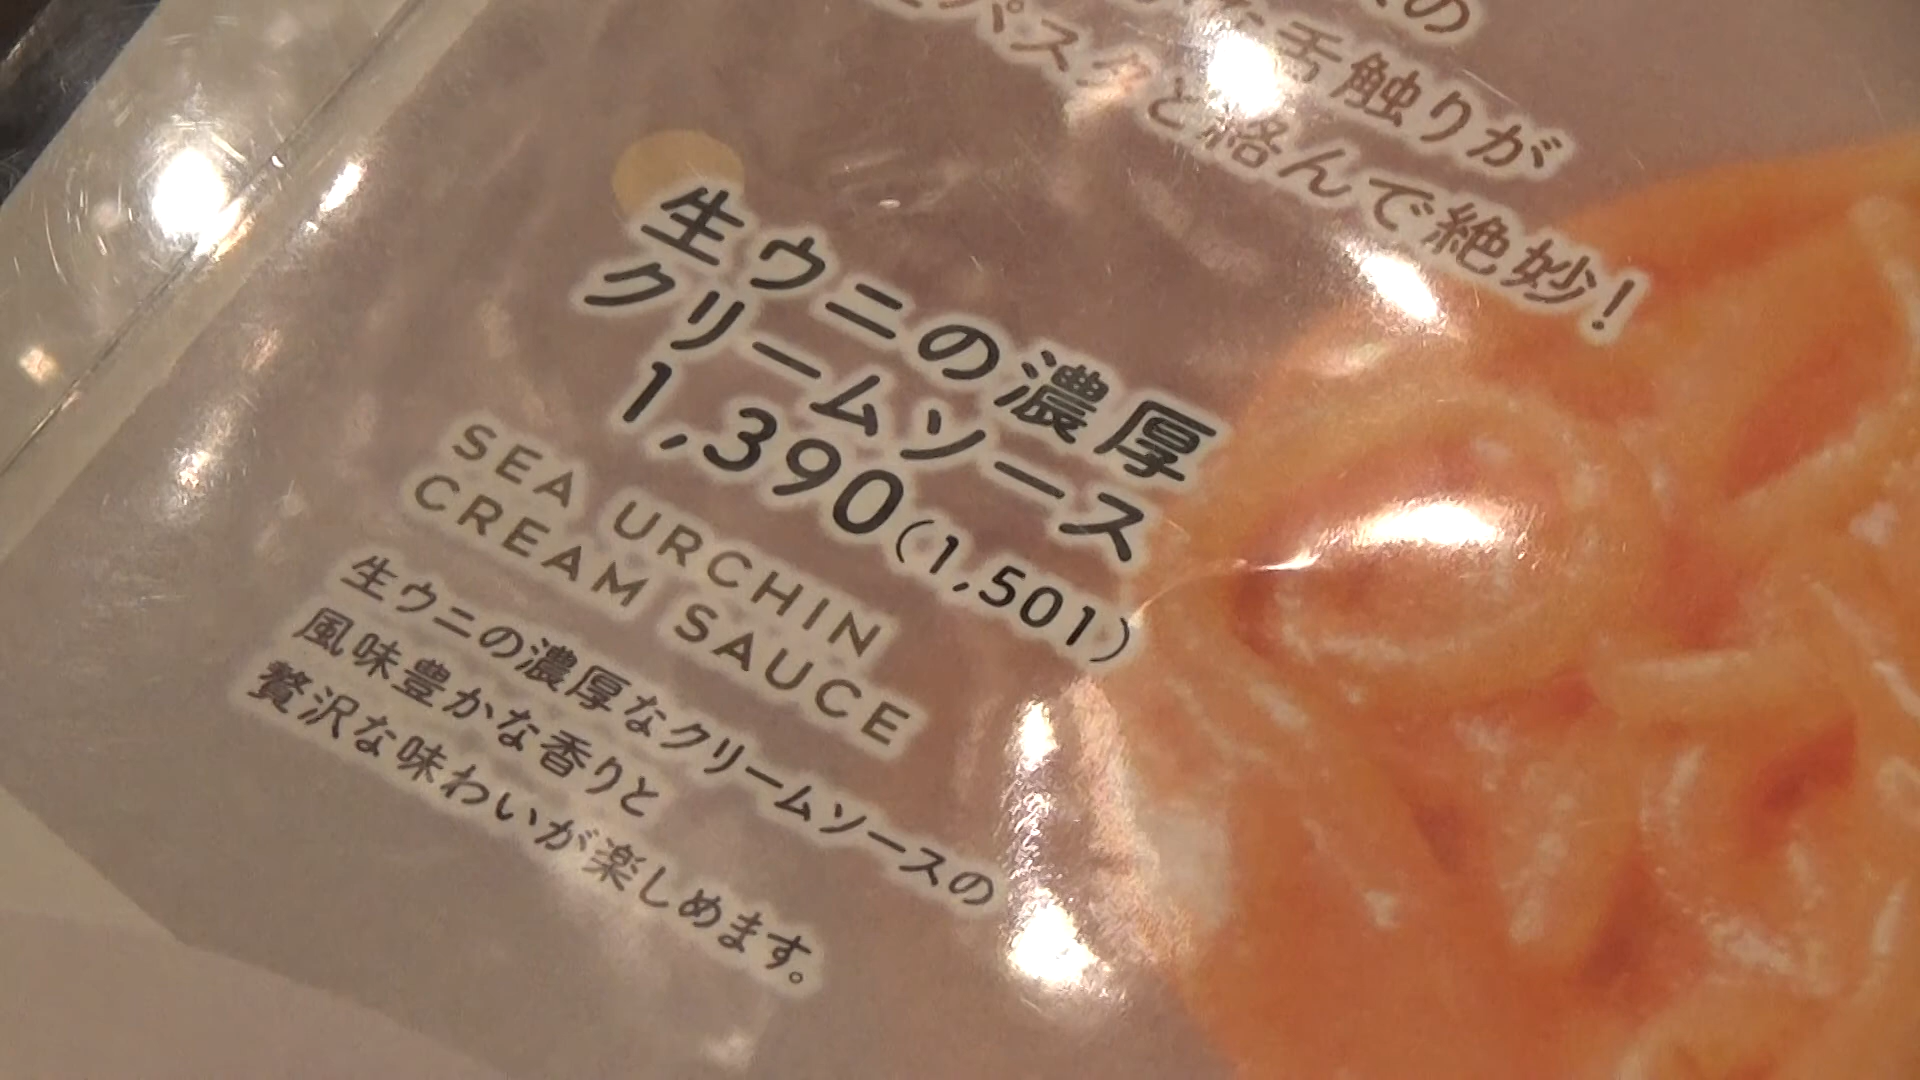 の
舌触りが
パスタと絡んで絶妙！
生ウニの濃厚
クリームソース
1,390(1,501)
SEA URCHIN
CREAM SAUCE
生ウニの濃厚なクリームソースの
風味豊かな香りと
贅沢な味わいが楽しめます。